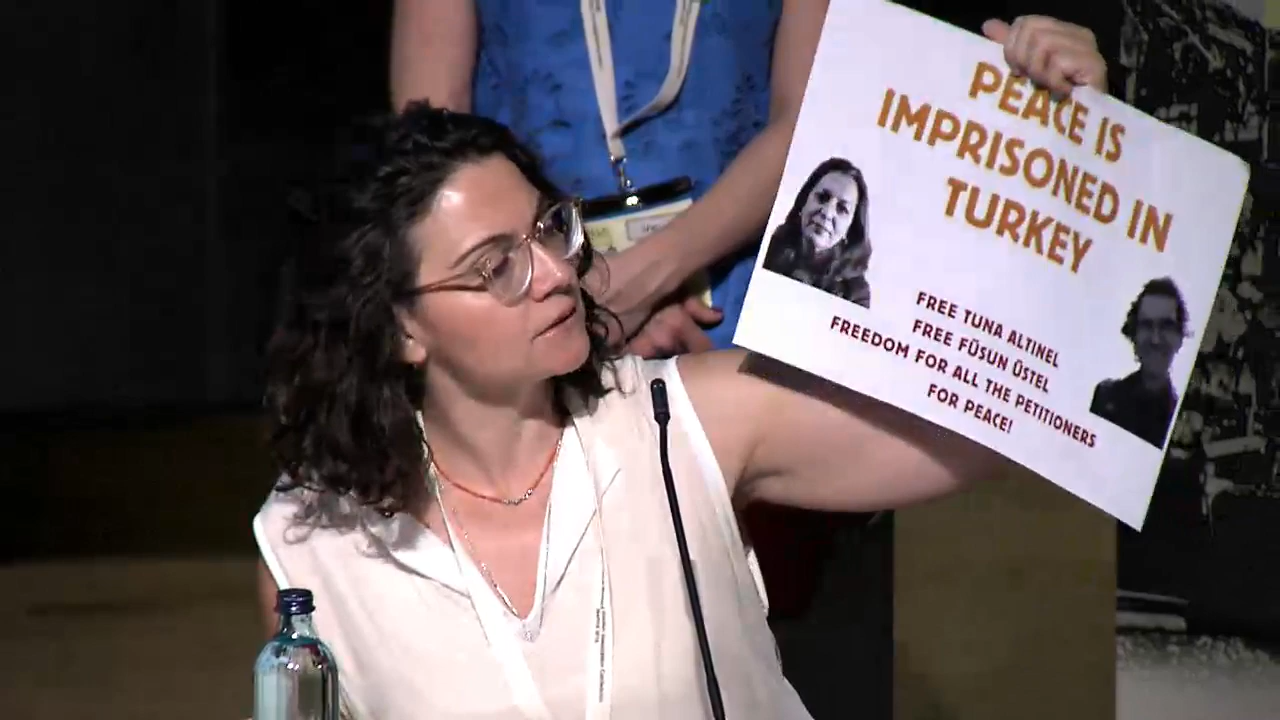 PEACE IS
IMPRISONED IN
TURKEY
FREE TUNA ALTINEL
FREE FÜSUN ÜSTEL
FREEDOM FOR ALL THE PETITIONERS
FOR PEACE!